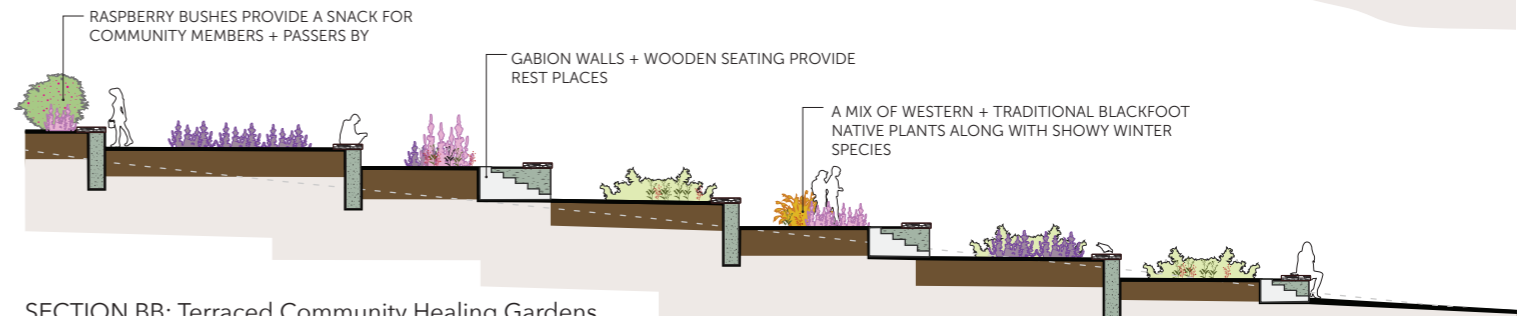 RASPBERRY BUSHES PROVIDE A SNACK FOR
COMMUNITY MEMBERS + PASSERS BY
GABION WALLS + WOODEN SEATING PROVIDE
REST PLACES
A MIX OF WESTERN + TRADITIONAL BLACKFOOT
NATIVE PLANTS ALONG WITH SHOWY WINTER
SPECIES
SECTION BB: Terraced Community Healing Gardens